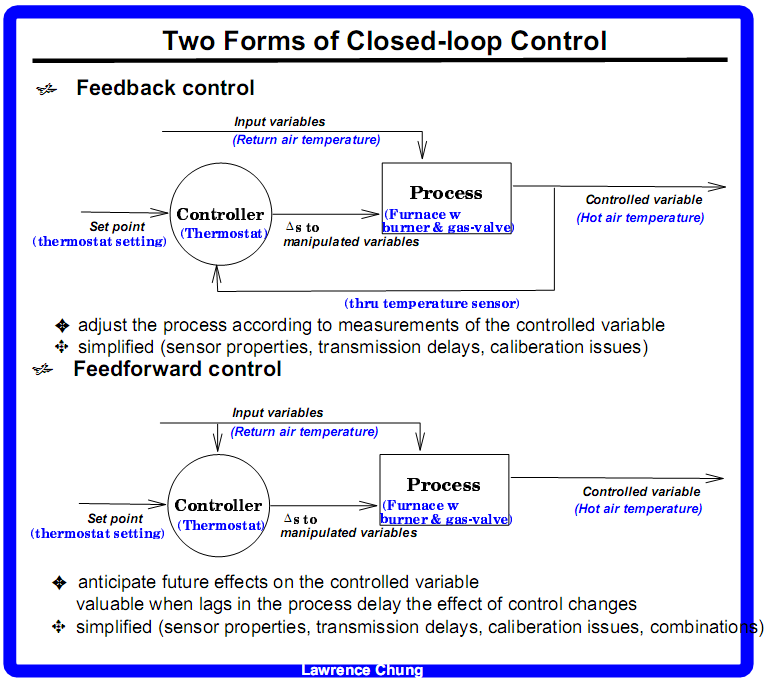 Two Forms of Closed-loop Control
Feedback control
Input variables
(Return air temperature)
Process
(Furnace w
burner & gas-valve)
Controller
(Thermostat)
Set point
(thermostat setting)
Δs to
manipulated variables
Controlled variable
(Hot air temperature)
(thru temperature sensor)
adjust the process according to measurements of the controlled variable
simplified (sensor properties, transmission delays, caliberation issues)
Feedforward control
Input variables
(Return air temperature)
Process
(Furnace w
burner & gas-valve)
Controller
(Thermostat)
Set point
(thermostat setting)
Δs to
manipulated variables
Controlled variable
(Hot air temperature)
anticipate future effects on the controlled variable
valuable when lags in the process delay the effect of control changes
simplified (sensor properties, transmission delays, caliberation issues, combinations)
Lawrence Chung